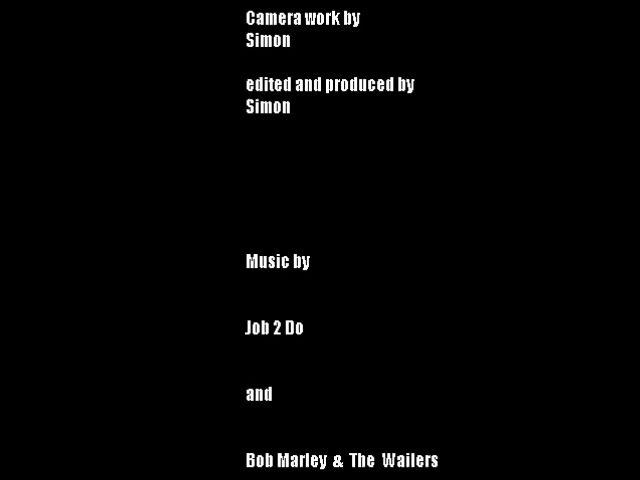 Camera work by
Simon
edited and produced by
Simon
Music by
Job 2 Do
and
Bob Marley & The Wailers